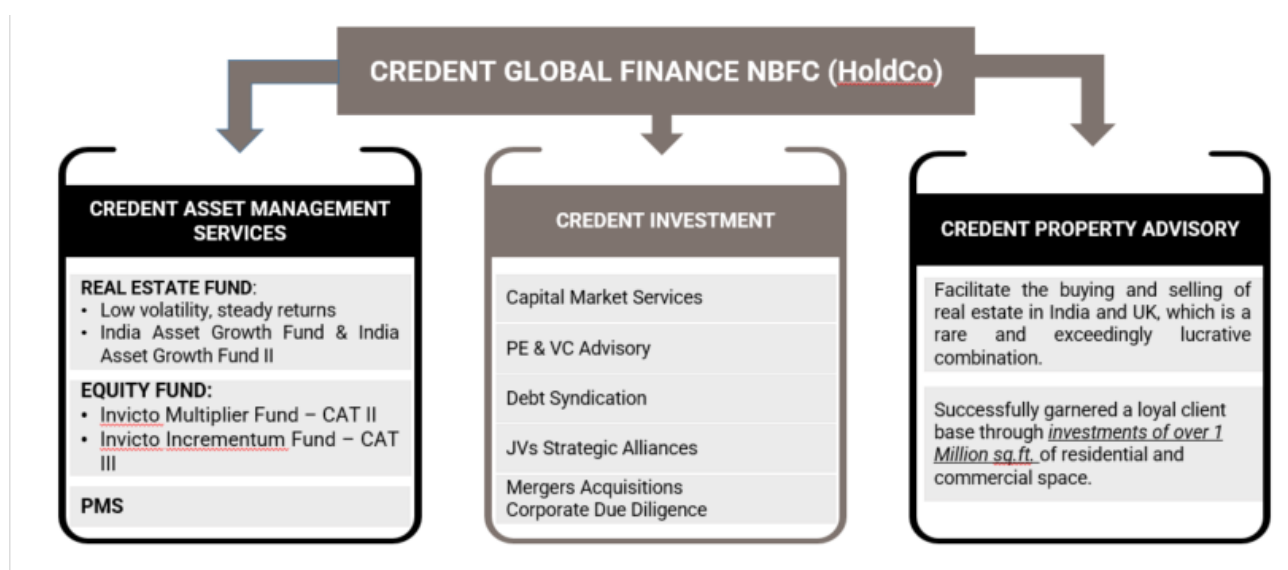 CREDENT GLOBAL FINANCE NBFC (HoldCo)
CREDENT ASSET MANAGEMENT
SERVICES
REAL ESTATE FUND:
• Low volatility, steady returns
• India Asset Growth Fund & India
Asset Growth Fund II
EQUITY FUND:
• Invicto Multiplier Fund – CAT II
• Invicto Incrementum Fund – CAT
III
PMS
CREDENT INVESTMENT
Capital Market Services
PE & VC Advisory
Debt Syndication
JVs Strategic Alliances
Mergers Acquisitions
Corporate Due Diligence
CREDENT PROPERTY ADVISORY
Facilitate the buying and selling of
real estate in India and UK, which is a
rare and exceedingly lucrative
combination.
Successfully garnered a loyal client
base through investments of over 1
Million sq.ft. of residential and
commercial space.